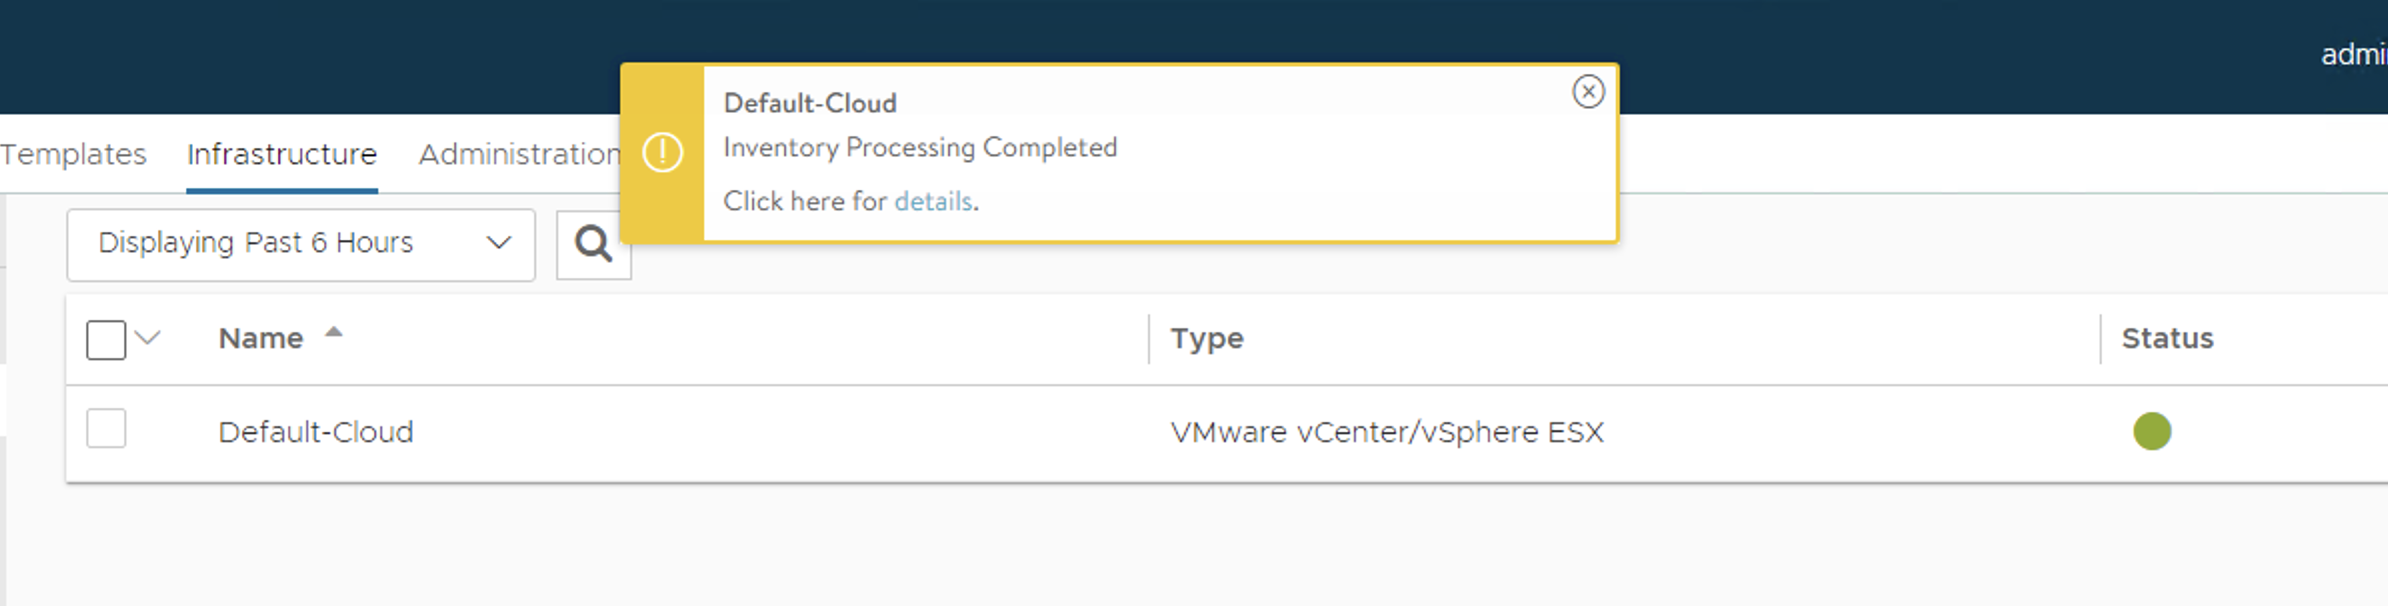 admi
Default-Cloud
Inventory Processing Completed
Click here for details.
Templates Infrastructure Administration
Displaying Past 6 Hours
Name Type Status
Default-Cloud VMware vCenter/vSphere ESX